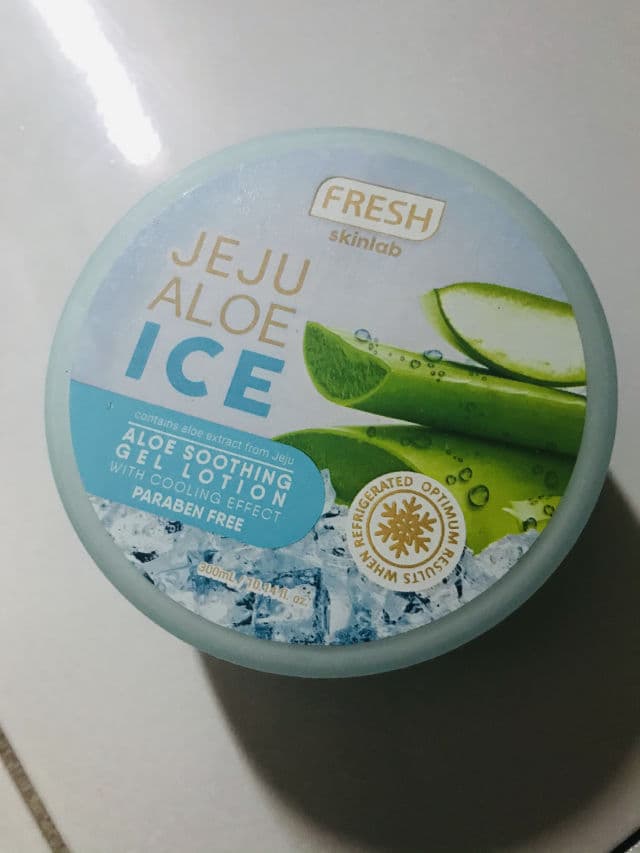 FRESH
skinlab
JEJU
ALOE
ICE
contains aloe extract from Jeju
ALOE SOOTHING
GEL LOTION
WITH COOLING EFFECT
PARABEN FREE
OPTIMUM RESULTS WHEN REFRIGERATED
300mL / 10.14 fl. oz.